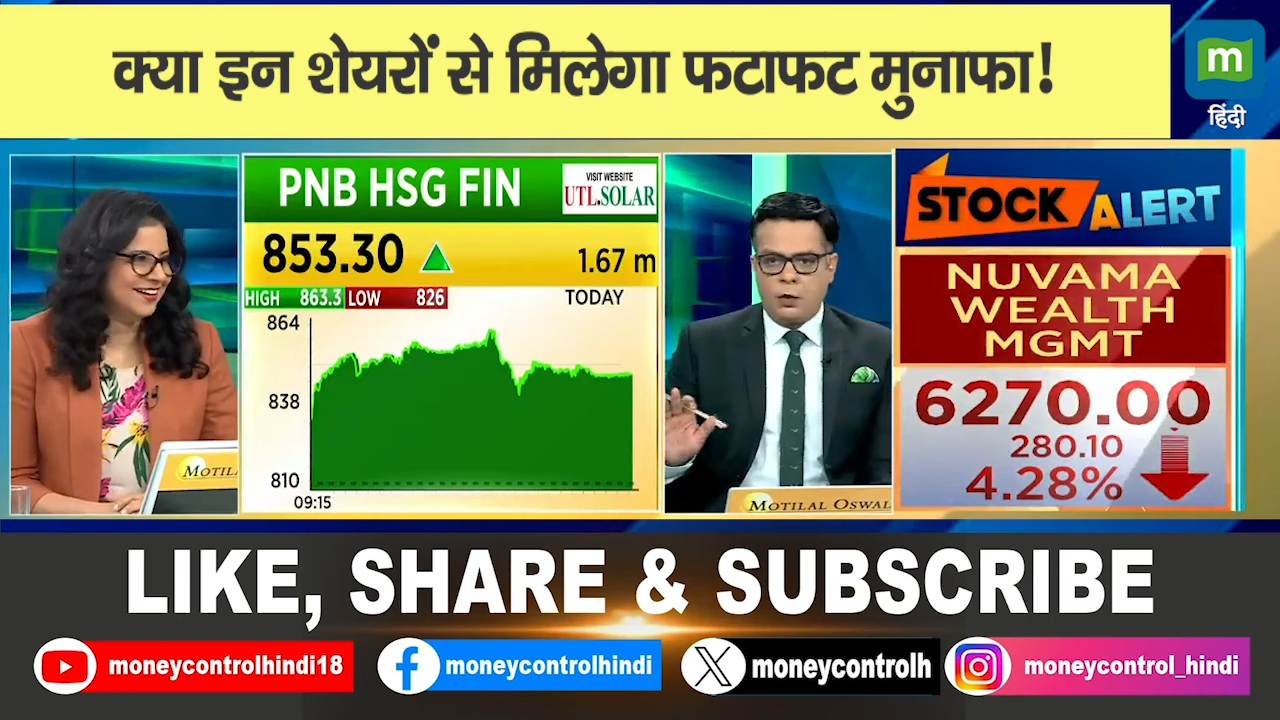 क्या इन शेयरों से मिलेगा फटाफट मुनाफा!
m
हिंदी
PNB HSG FIN
VISIT WEBSITE
UTL.SOLAR
853.30
1.67 m
HIGH 863.3 LOW 826
TODAY
864
838
810
09:15
MOTIL
MOTILAL OSWAL
STOCK ALERT
NUVAMA
WEALTH
MGMT
6270.00
280.10
4.28%
LIKE, SHARE & SUBSCRIBE
moneycontrolhindi18
moneycontrolhindi
moneycontrolh
moneycontrol_hindi